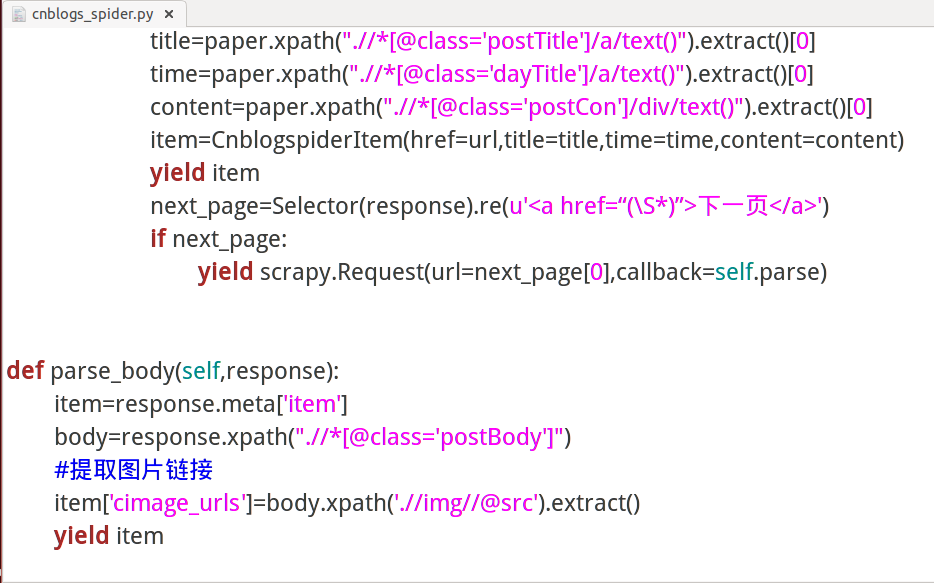 cnblogs_spider.py ×
title=paper.xpath(".//*[@class='postTitle']/a/text()").extract()[0]
time=paper.xpath(".//*[@class='dayTitle']/a/text()").extract()[0]
content=paper.xpath(".//*[@class='postCon']/div/text()").extract()[0]
item=CnblogspiderItem(href=url,title=title,time=time,content=content)
yield item
next_page=Selector(response).re(u'<a href=“(\S*)”>下一页</a>')
if next_page:
yield scrapy.Request(url=next_page[0],callback=self.parse)
def parse_body(self,response):
item=response.meta['item']
body=response.xpath(".//*[@class='postBody']")
#提取图片链接
item['cimage_urls']=body.xpath('.//img//@src').extract()
yield item